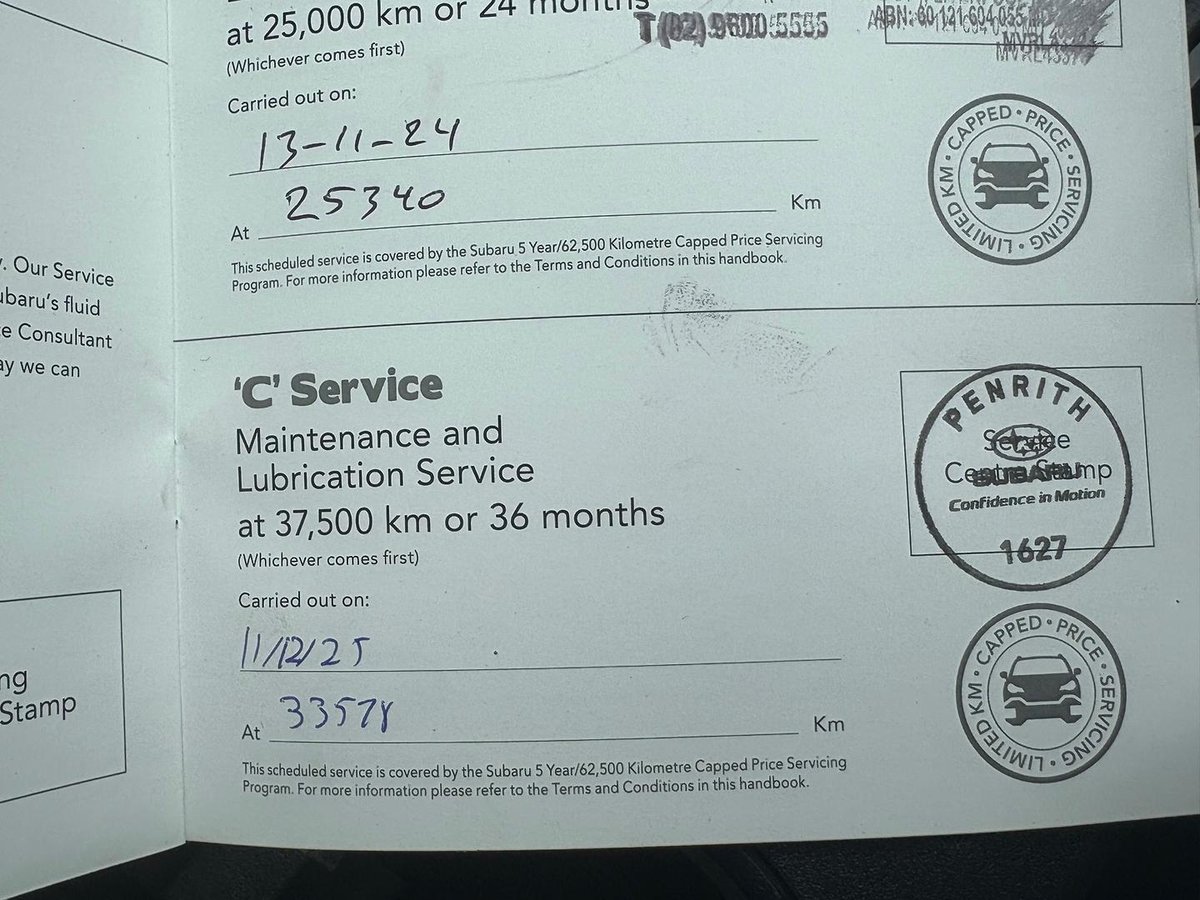 at 25,000 km or 24 months
(Whichever comes first)
Carried out on:
13-11-24
At 25340 Km
This scheduled service is covered by the Subaru 5 Year/62,500 Kilometre Capped Price Servicing
Program. For more information please refer to the Terms and Conditions in this handbook.
LIMITED KM • CAPPED • PRICE • SERVICING •
. Our Service
ubaru's fluid
e Consultant
ay we can
ng
Stamp
'C' Service
Maintenance and
Lubrication Service
at 37,500 km or 36 months
(Whichever comes first)
Carried out on:
11/12/25
At 33578 Km
This scheduled service is covered by the Subaru 5 Year/62,500 Kilometre Capped Price Servicing
Program. For more information please refer to the Terms and Conditions in this handbook.
PENRITH
Service
Centre Stamp
SUBARU
Confidence in Motion
1627
LIMITED KM • CAPPED • PRICE • SERVICING •